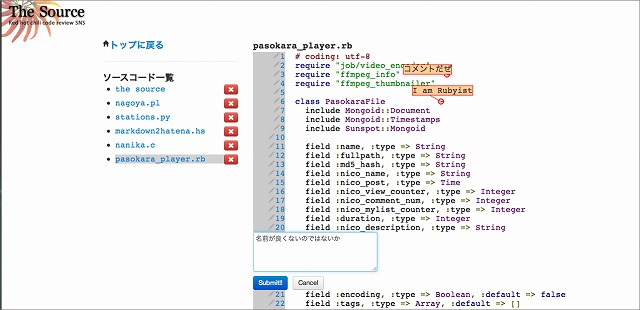 The Source
Red hot chili code review SNS
トップに戻る
ソースコード一覧
the source
nagoya.pl
stations.py
markdown2hatena.hs
nanika.c
pasokara_player.rb
pasokara_player.rb
1 # coding: utf-8
2 require "job/video_en
コメントだぜ
3 require "ffmpeg_info"
4 require "ffmpeg_thumbnailer"
I am Rubyist
5
6 class PasokaraFile
7 include Mongoid::Document
8 include Mongoid::Timestamps
9 include Sunspot::Mongoid
10
11 field :name, :type => String
12 field :fullpath, :type => String
13 field :md5_hash, :type => String
14 field :nico_name, :type => String
15 field :nico_post, :type => Time
16 field :nico_view_counter, :type => Integer
17 field :nico_comment_num, :type => Integer
18 field :nico_mylist_counter, :type => Integer
19 field :duration, :type => Integer
20 field :nico_description, :type => String
名前が良くないのではないか
Submit!! Cancel
21 field :encoding, :type => Boolean, :default => false
22 field :tags, :type => Array, :default => []